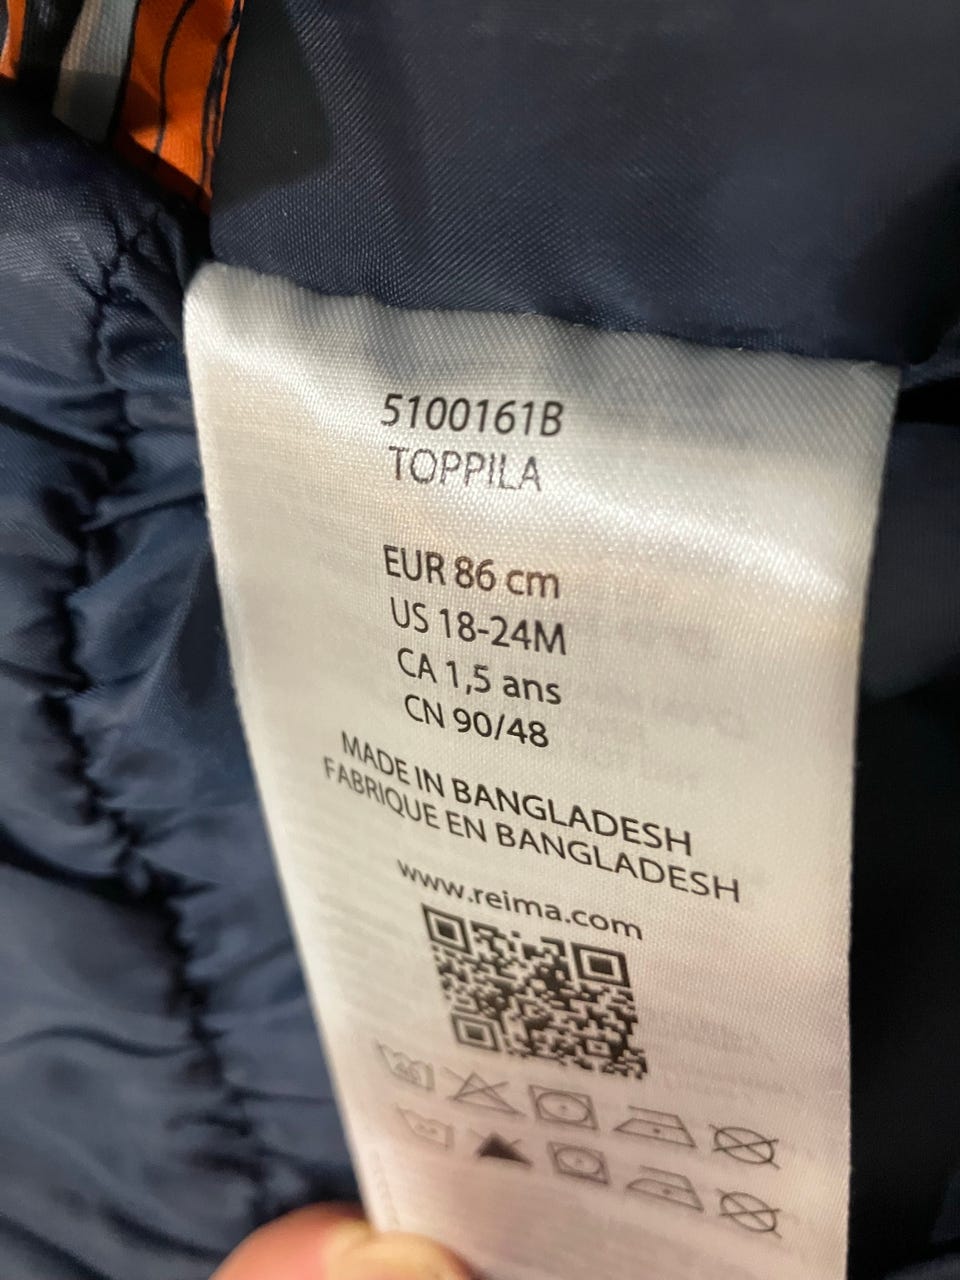 5100161B
TOPPILA
EUR 86 cm
US 18-24M
CA 1,5 ans
CN 90/48
MADE IN BANGLADESH
FABRIQUE EN BANGLADESH
www.reima.com